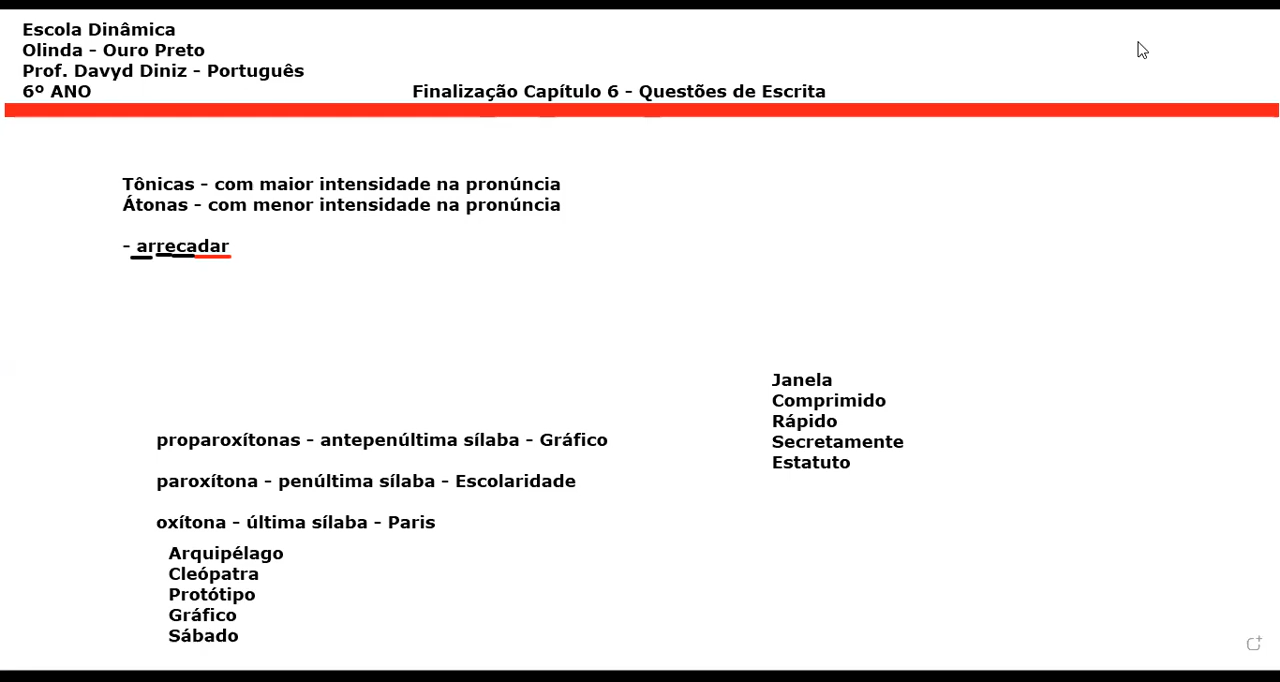 Escola Dinâmica
Olinda - Ouro Preto
Prof. Davyd Diniz - Português
6º ANO
Finalização Capítulo 6 - Questões de Escrita
Tônicas - com maior intensidade na pronúncia
Átonas - com menor intensidade na pronúncia
- arrecadar
proparoxítonas - antepenúltima sílaba - Gráfico
paroxítona - penúltima sílaba - Escolaridade
oxítona - última sílaba - Paris
Arquipélago
Cleópatra
Protótipo
Gráfico
Sábado
Janela
Comprimido
Rápido
Secretamente
Estatuto